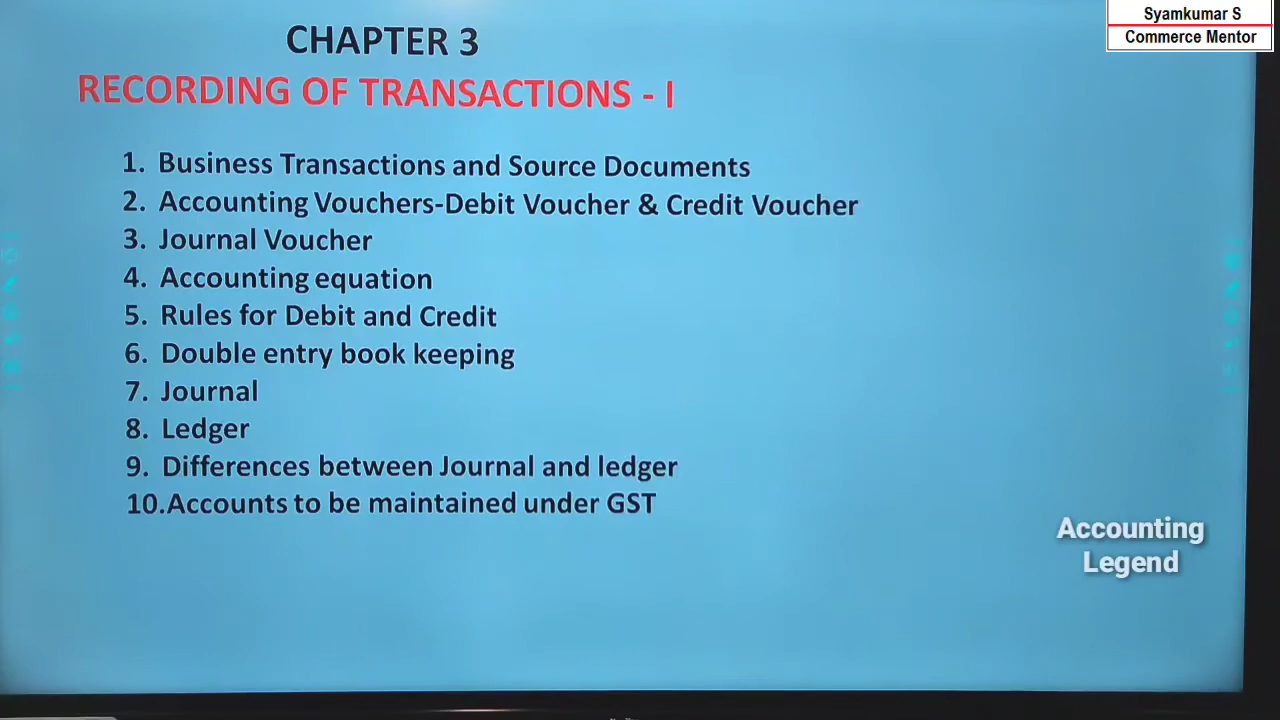 Syamkumar S
Commerce Mentor
CHAPTER 3
RECORDING OF TRANSACTIONS - I
1. Business Transactions and Source Documents
2. Accounting Vouchers-Debit Voucher & Credit Voucher
3. Journal Voucher
4. Accounting equation
5. Rules for Debit and Credit
6. Double entry book keeping
7. Journal
8. Ledger
9. Differences between Journal and ledger
10.Accounts to be maintained under GST
Accounting
Legend